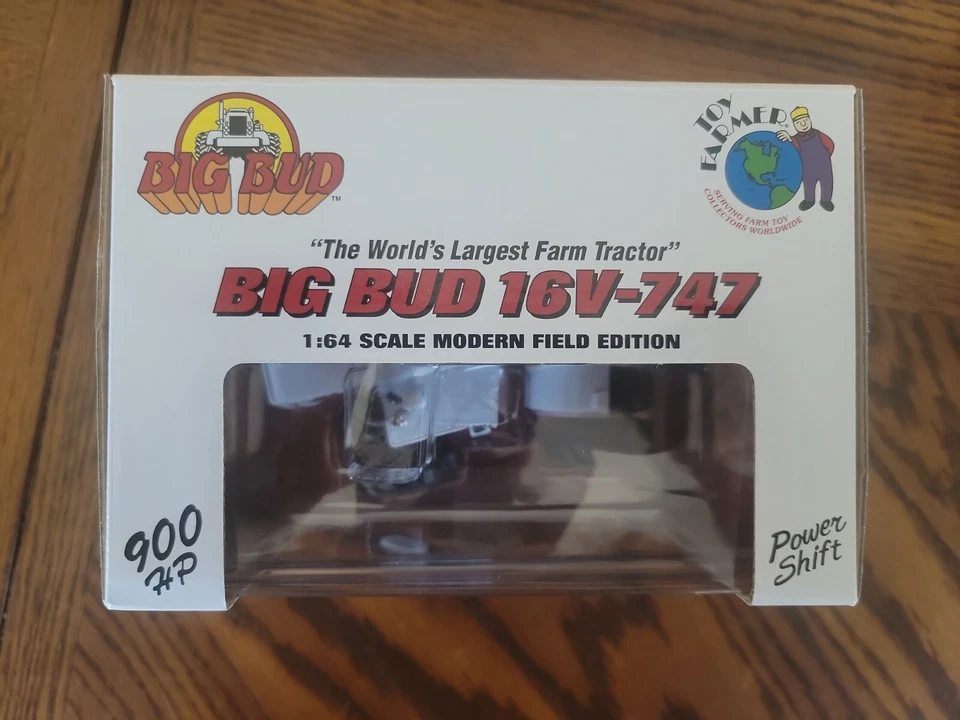 BIG BUD
TM
TOY
FARMER®
SERVING FARM TOY
COLLECTORS WORLDWIDE
“The World's Largest Farm Tractor”
BIG BUD 16V-747
1:64 SCALE MODERN FIELD EDITION
900
HP
Power
Shift